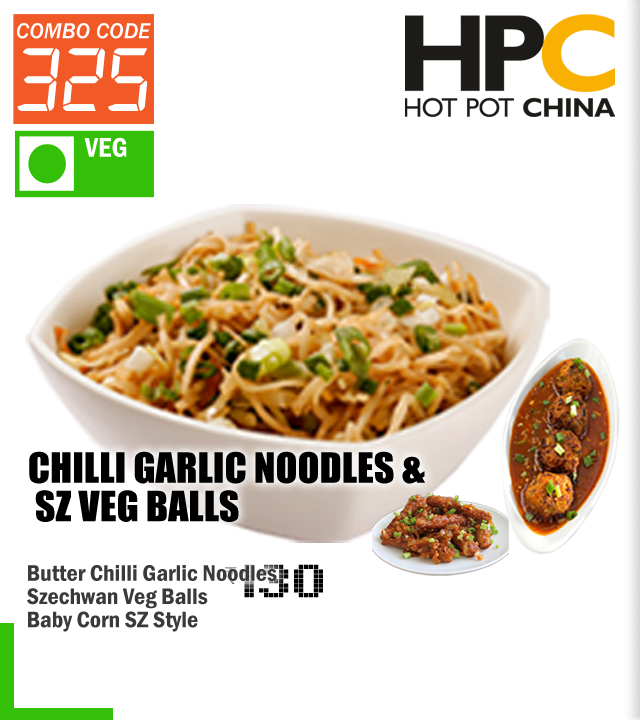 COMBO CODE
325
VEG
HPC
HOT POT CHINA
CHILLI GARLIC NOODLES &
SZ VEG BALLS
Butter Chilli Garlic Noodles
130
Szechwan Veg Balls
Baby Corn SZ Style